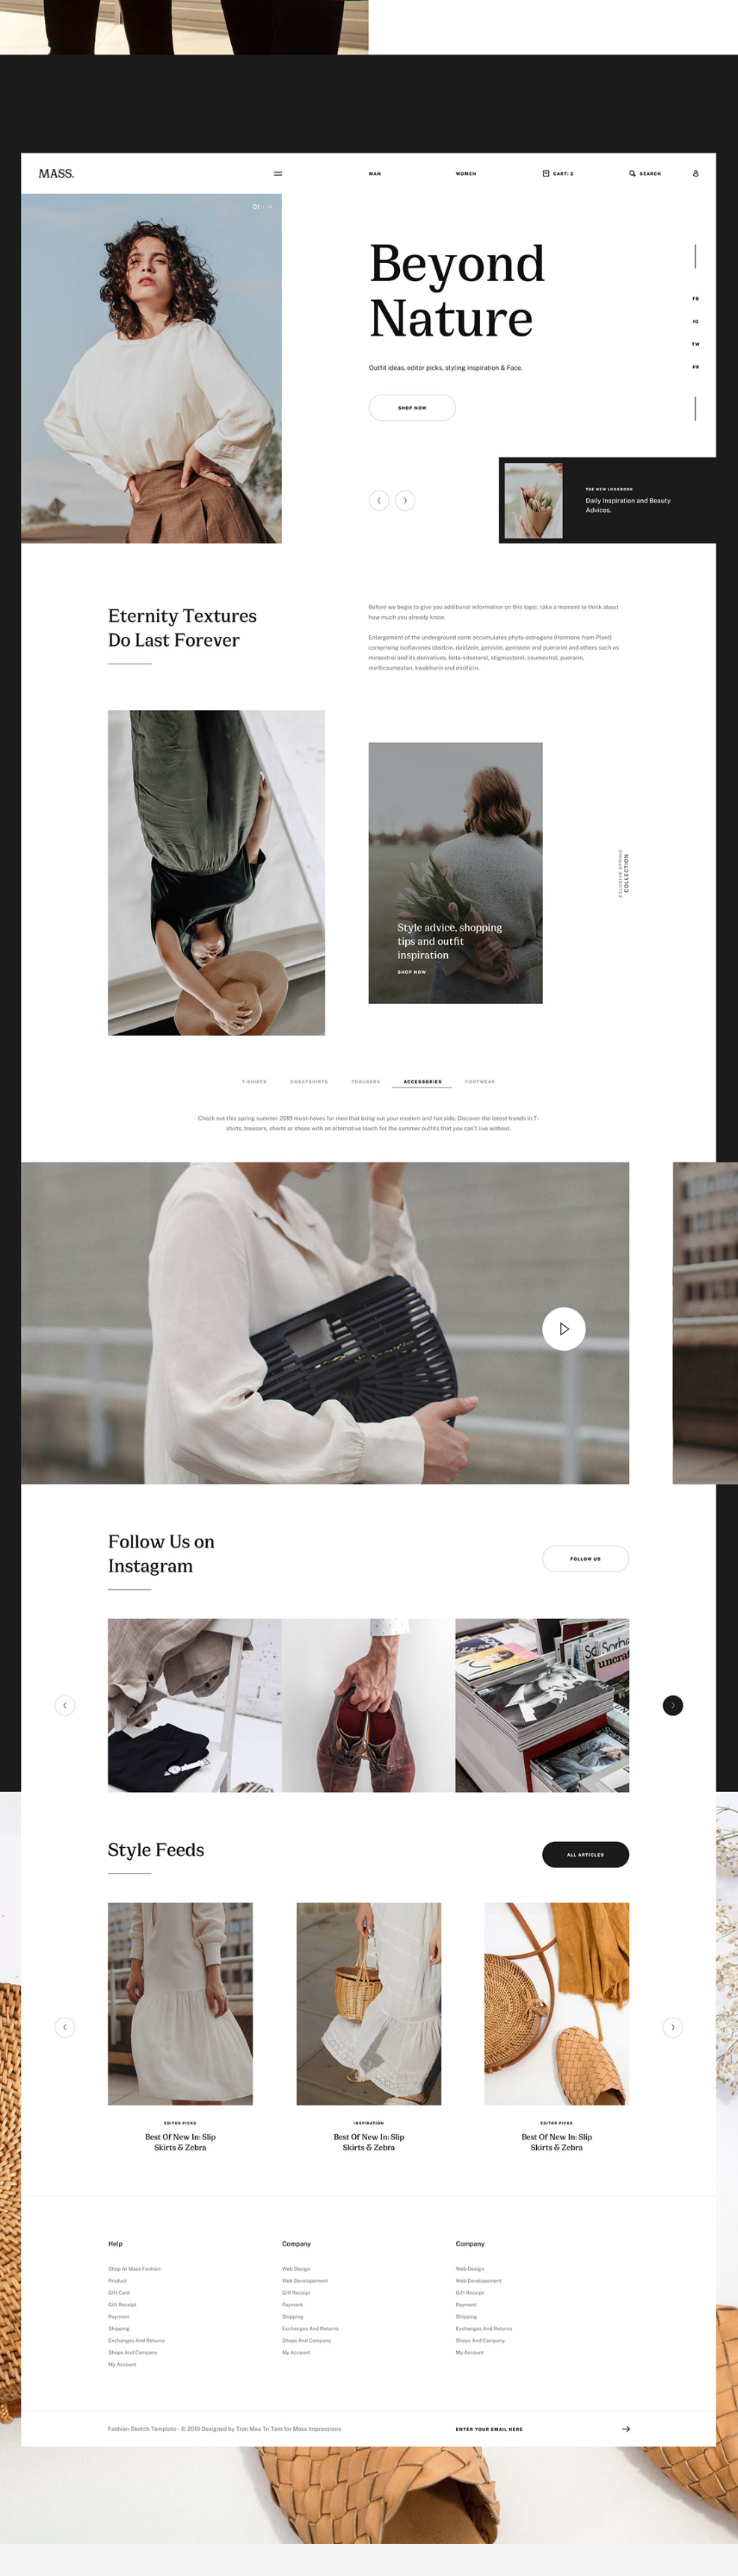 MASS.
MAN
WOMEN
CART: 2
SEARCH
01
Beyond
Nature
Outfit ideas, editor picks, styling inspiration & Face.
SHOP NOW
FB
IG
TW
PR
THE NEW LOOKBOOK
Daily Inspiration and Beauty
Advices.
Eternity Textures
Do Last Forever
Before we begin to give you additional information on this topic, take a moment to think about
how much you already know.
Enlargement of the underground corm accumulates phyto-estrogens (Hormone from Plant)
comprising isoflavones (daidzin, daidzein, genistin, genistein and puerarin) and others such as
miroestrol and its derivatives, beta-sitosterol, stigmasterol, coumestrol, puerarin,
mirificoumestan, kwakhurin and mirificin.
Style advice, shopping
tips and outfit
inspiration
SHOP NOW
COLLECTION
T-SHIRTS
SWEATSHIRTS
TROUSERS
ACCESSORIES
FOOTWEAR
Check out this spring summer 2019 must-haves for men that bring out your modern and fun side. Discover the latest trends in T-
shirts, trousers, shorts or shoes with an alternative touch for the summer outfits that you can't live without.
Follow Us on
Instagram
FOLLOW US
Style Feeds
ALL ARTICLES
EDITOR PICKS
Best Of New In: Slip
Skirts & Zebra
INSPIRATION
Best Of New In: Slip
Skirts & Zebra
EDITOR PICKS
Best Of New In: Slip
Skirts & Zebra
Help
Shop At Mass Fashion
Product
Gift Card
Gift Receipt
Payment
Shipping
Exchanges And Returns
Shops And Company
My Account
Company
Web Design
Web Developement
Gift Receipt
Payment
Shipping
Exchanges And Returns
Shops And Company
My Account
Company
Web Design
Web Developement
Gift Receipt
Payment
Shipping
Exchanges And Returns
Shops And Company
My Account
Fashion Sketch Template - © 2019 Designed by Tran Mau Tri Tam for Mass Impressions
ENTER YOUR EMAIL HERE